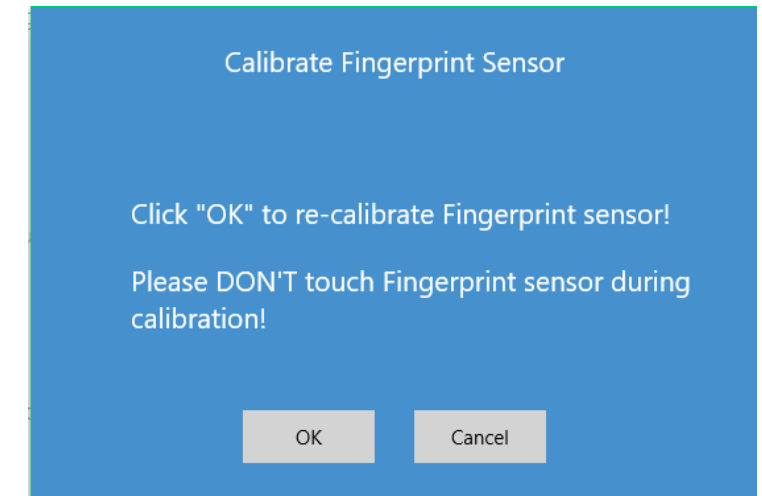 Calibrate Fingerprint Sensor
Click "OK" to re-calibrate Fingerprint sensor!
Please DON'T touch Fingerprint sensor during
calibration!
OK
Cancel